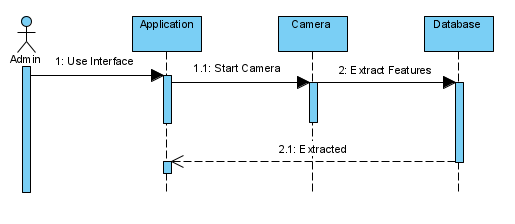 Application
Camera
Database
Admin
1: Use Interface
1.1: Start Camera
2: Extract Features
2.1: Extracted